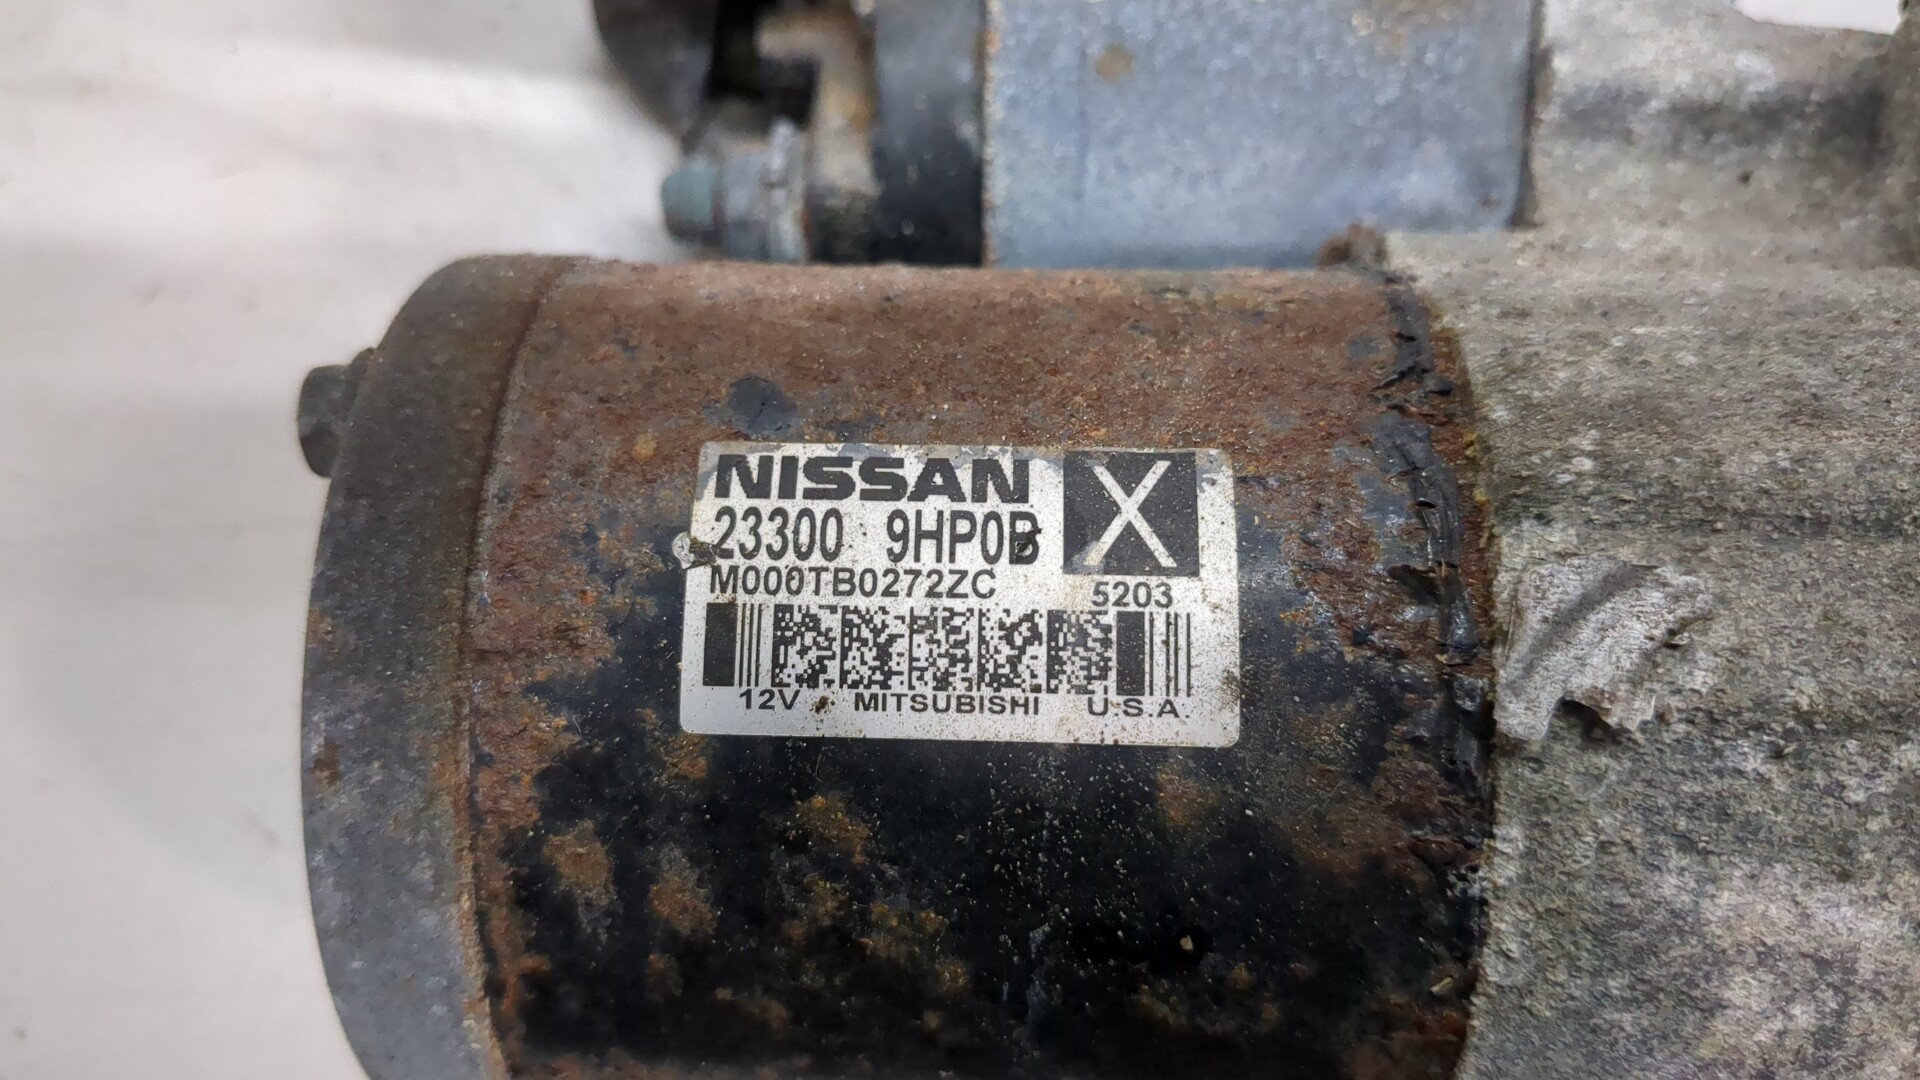 NISSAN X
23300 9HP0B
M000TB0272ZC 5203
12V MITSUBISHI U.S.A.